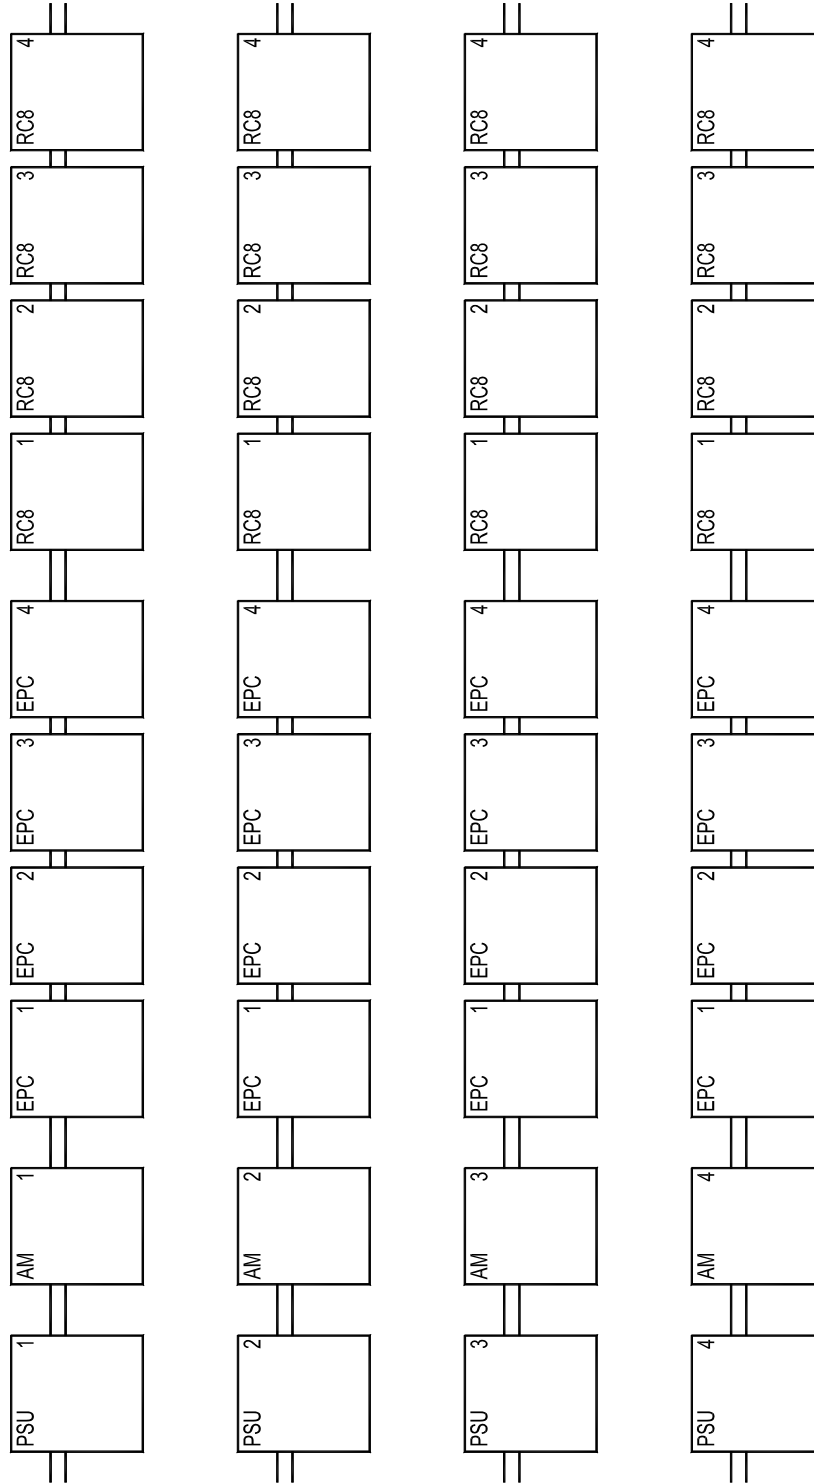 PSU 1 AM 1 EPC 1 EPC 2 EPC 3 EPC 4 RC8 1 RC8 2 RC8 3 RC8 4
PSU 2 AM 2 EPC 1 EPC 2 EPC 3 EPC 4 RC8 1 RC8 2 RC8 3 RC8 4
PSU 3 AM 3 EPC 1 EPC 2 EPC 3 EPC 4 RC8 1 RC8 2 RC8 3 RC8 4
PSU 4 AM 4 EPC 1 EPC 2 EPC 3 EPC 4 RC8 1 RC8 2 RC8 3 RC8 4